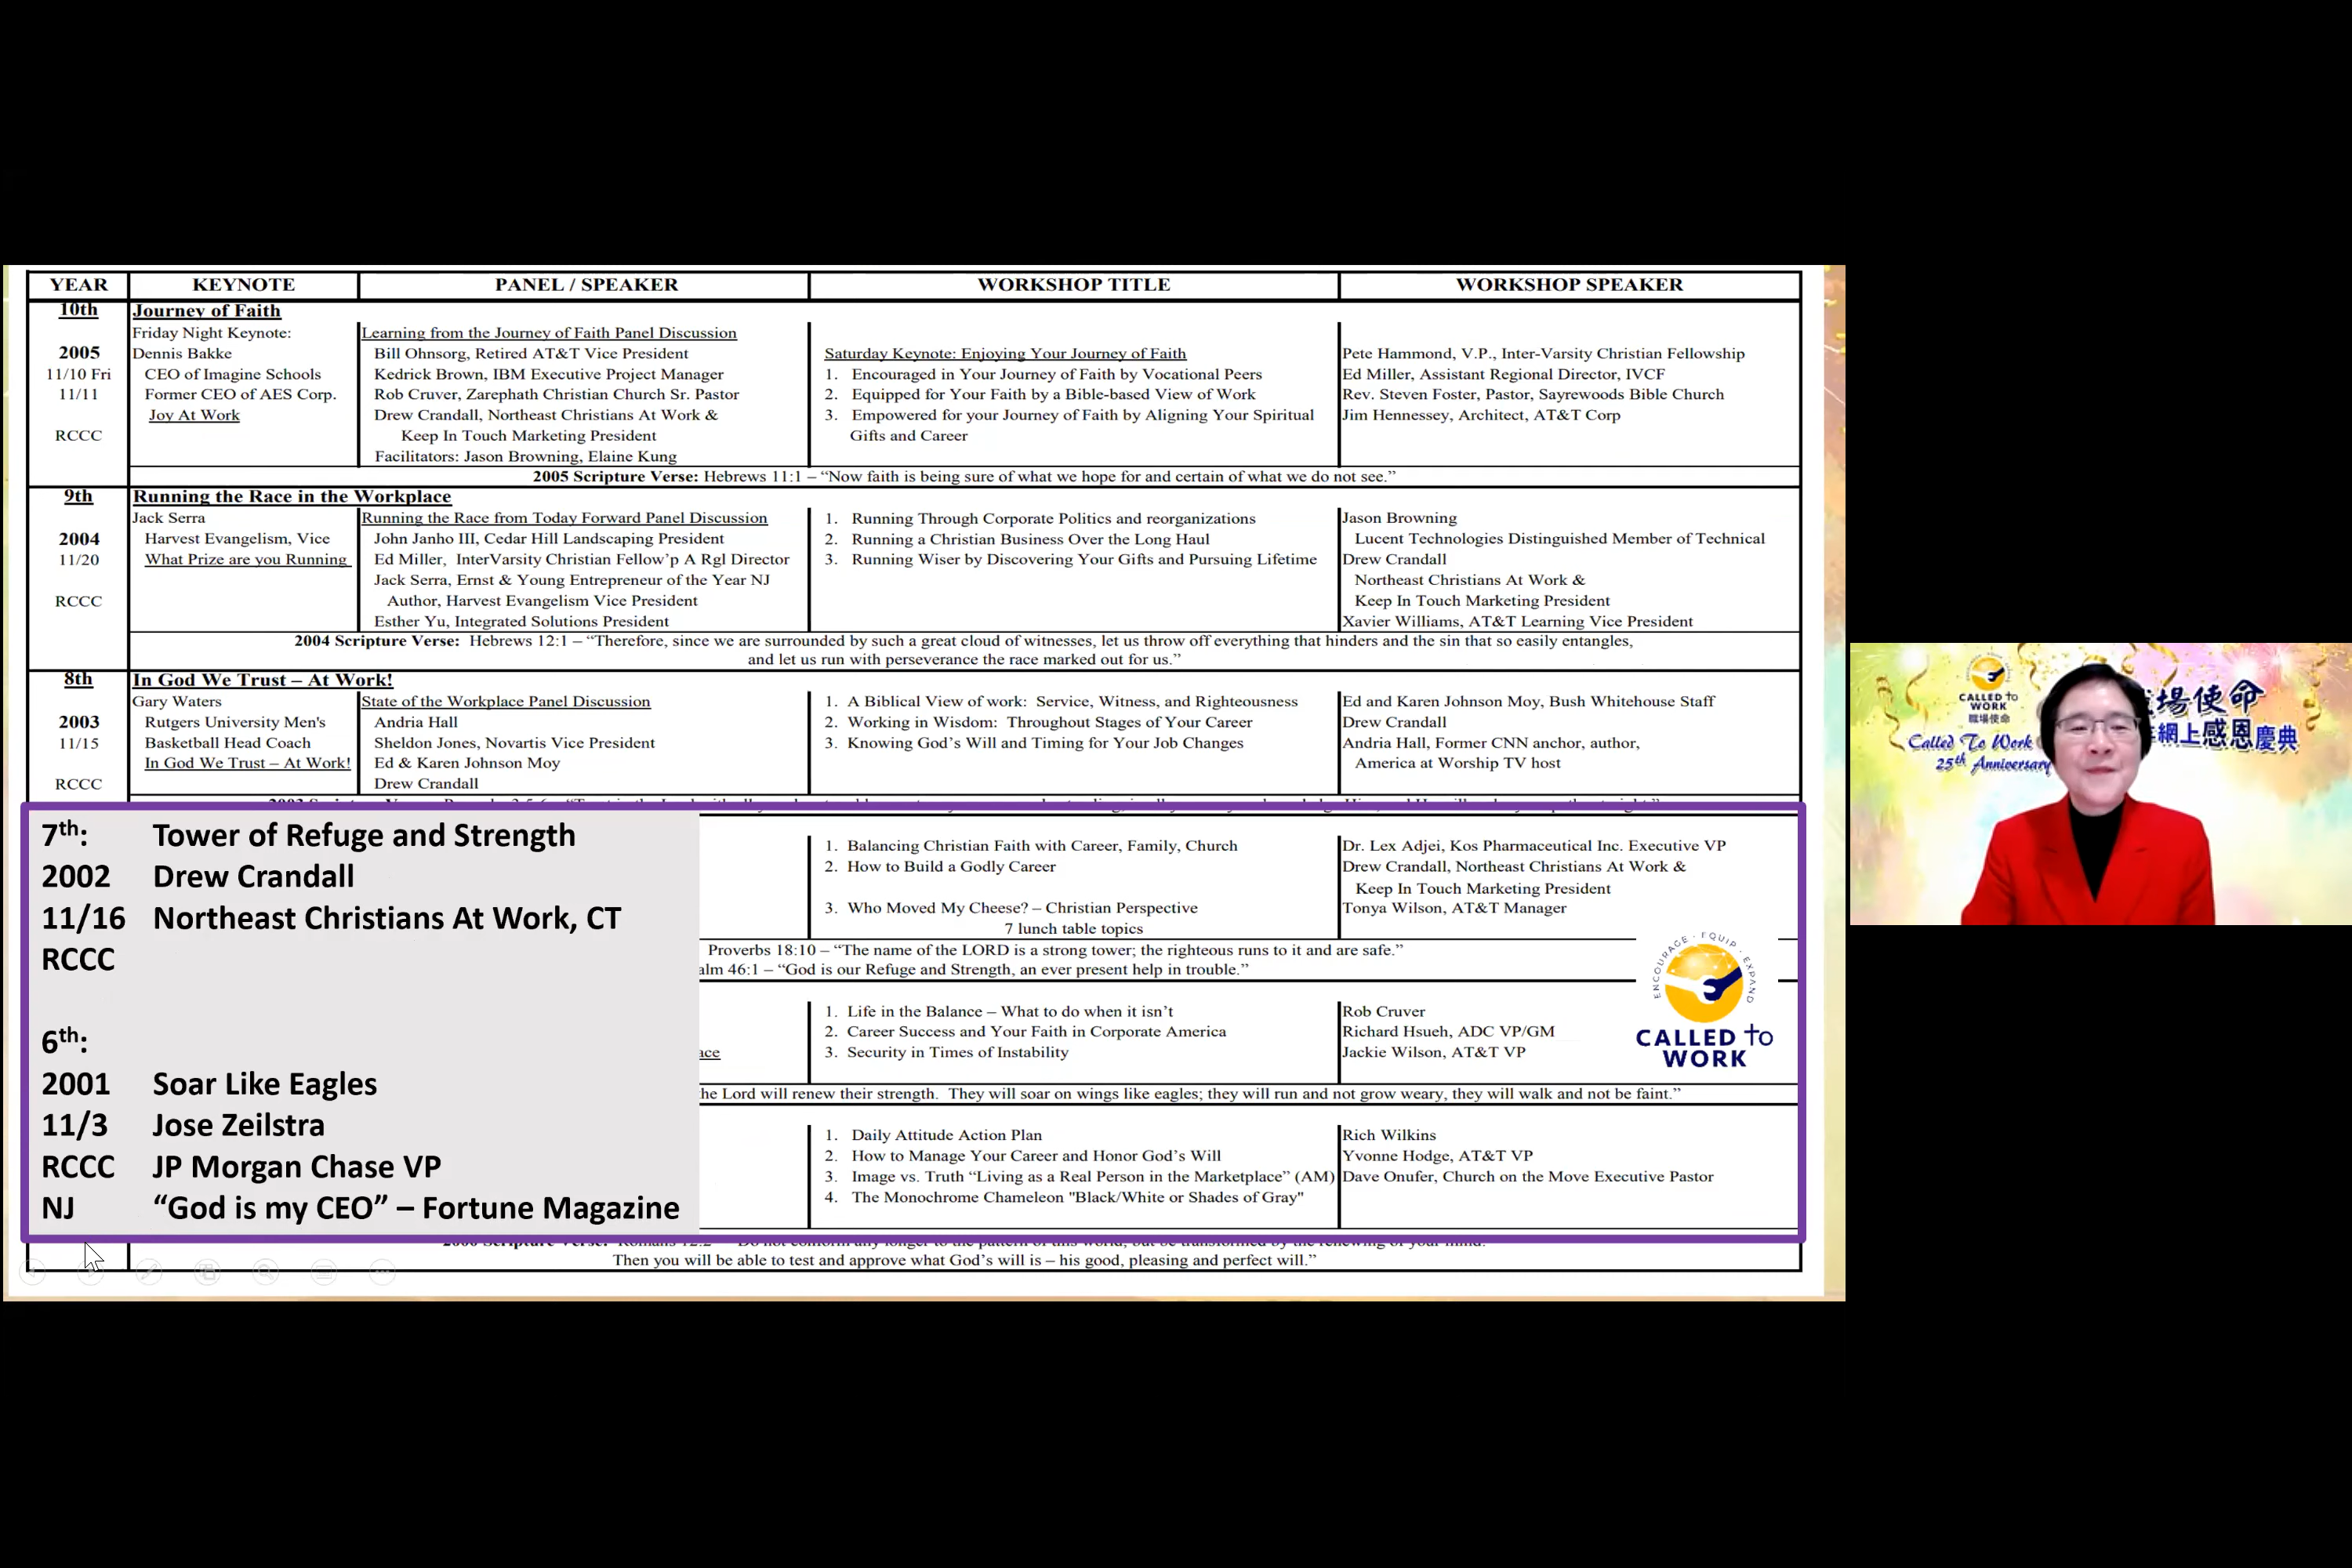 YEAR KEYNOTE PANEL / SPEAKER WORKSHOP TITLE WORKSHOP SPEAKER
10th
2005
11/10 Fri
11/11
RCCC
Journey of Faith
Friday Night Keynote:
Dennis Bakke
CEO of Imagine Schools
Former CEO of AES Corp.
Joy At Work
Learning from the Journey of Faith Panel Discussion
Bill Ohnsorg, Retired AT&T Vice President
Kedrick Brown, IBM Executive Project Manager
Rob Cruver, Zarephath Christian Church Sr. Pastor
Drew Crandall, Northeast Christians At Work &
Keep In Touch Marketing President
Facilitators: Jason Browning, Elaine Kung
Saturday Keynote: Enjoying Your Journey of Faith
1. Encouraged in Your Journey of Faith by Vocational Peers
2. Equipped for Your Faith by a Bible-based View of Work
3. Empowered for your Journey of Faith by Aligning Your Spiritual
Gifts and Career
Pete Hammond, V.P., Inter-Varsity Christian Fellowship
Ed Miller, Assistant Regional Director, IVCF
Rev. Steven Foster, Pastor, Sayrewoods Bible Church
Jim Hennessey, Architect, AT&T Corp
2005 Scripture Verse: Hebrews 11:1 – “Now faith is being sure of what we hope for and certain of what we do not see.”
9th
2004
11/20
RCCC
Running the Race in the Workplace
Jack Serra
Harvest Evangelism, Vice
What Prize are you Running
Running the Race from Today Forward Panel Discussion
John Janho III, Cedar Hill Landscaping President
Ed Miller, InterVarsity Christian Fellow’p A Rgl Director
Jack Serra, Ernst & Young Entrepreneur of the Year NJ
Author, Harvest Evangelism Vice President
Esther Yu, Integrated Solutions President
1. Running Through Corporate Politics and reorganizations
2. Running a Christian Business Over the Long Haul
3. Running Wiser by Discovering Your Gifts and Pursuing Lifetime
Jason Browning
Lucent Technologies Distinguished Member of Technical
Drew Crandall
Northeast Christians At Work &
Keep In Touch Marketing President
Xavier Williams, AT&T Learning Vice President
2004 Scripture Verse: Hebrews 12:1 – “Therefore, since we are surrounded by such a great cloud of witnesses, let us throw off everything that hinders and the sin that so easily entangles,
and let us run with perseverance the race marked out for us.”
8th
2003
11/15
RCCC
In God We Trust – At Work!
Gary Waters
Rutgers University Men's
Basketball Head Coach
In God We Trust – At Work!
State of the Workplace Panel Discussion
Andria Hall
Sheldon Jones, Novartis Vice President
Ed & Karen Johnson Moy
Drew Crandall
1. A Biblical View of work: Service, Witness, and Righteousness
2. Working in Wisdom: Throughout Stages of Your Career
3. Knowing God’s Will and Timing for Your Job Changes
Ed and Karen Johnson Moy, Bush Whitehouse Staff
Drew Crandall
Andria Hall, Former CNN anchor, author,
America at Worship TV host
7th: Tower of Refuge and Strength
2002 Drew Crandall
11/16 Northeast Christians At Work, CT
RCCC
6th:
2001 Soar Like Eagles
11/3 Jose Zeilstra
RCCC JP Morgan Chase VP
NJ “God is my CEO” – Fortune Magazine
1. Balancing Christian Faith with Career, Family, Church
2. How to Build a Godly Career
3. Who Moved My Cheese? – Christian Perspective
7 lunch table topics
Dr. Lex Adjei, Kos Pharmaceutical Inc. Executive VP
Drew Crandall, Northeast Christians At Work &
Keep In Touch Marketing President
Tonya Wilson, AT&T Manager
Proverbs 18:10 – “The name of the LORD is a strong tower; the righteous runs to it and are safe.”
alm 46:1 – “God is our Refuge and Strength, an ever present help in trouble.”
ace
1. Life in the Balance – What to do when it isn’t
2. Career Success and Your Faith in Corporate America
3. Security in Times of Instability
Rob Cruver
Richard Hsueh, ADC VP/GM
Jackie Wilson, AT&T VP
ENCOURAGE · EQUIP · EXPAND
CALLED to
WORK
he Lord will renew their strength. They will soar on wings like eagles; they will run and not grow weary, they will walk and not be faint.”
1. Daily Attitude Action Plan
2. How to Manage Your Career and Honor God’s Will
3. Image vs. Truth “Living as a Real Person in the Marketplace” (AM)
4. The Monochrome Chameleon "Black/White or Shades of Gray"
Rich Wilkins
Yvonne Hodge, AT&T VP
Dave Onufer, Church on the Move Executive Pastor
Then you will be able to test and approve what God’s will is – his good, pleasing and perfect will.”
CALLED to
WORK
職場使命
Called To Work
25th Anniversary
場使命
網上感恩慶典